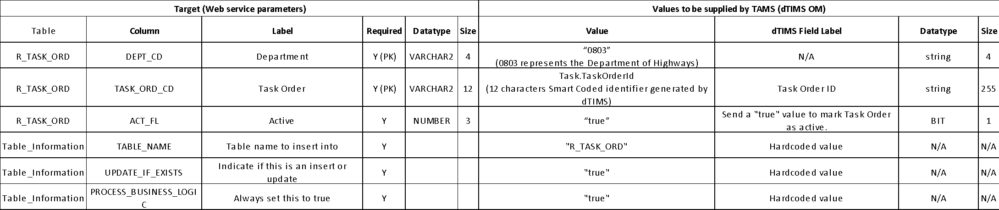 Target (Web service parameters) Values to be supplied by TAMS (dTIMS OM)
Table Column Label Required Datatype Size Value dTIMS Field Label Datatype Size
R_TASK_ORD DEPT_CD Department Y (PK) VARCHAR2 4 “0803”
(0803 represents the Department of Highways) N/A string 4
R_TASK_ORD TASK_ORD_CD Task Order Y (PK) VARCHAR2 12 Task.TaskOrderId
(12 characters Smart Coded identifier generated by
dTIMS) Task Order ID string 255
R_TASK_ORD ACT_FL Active Y NUMBER 3 “true” Send a "true" value to mark Task Order
as active. BIT 1
Table_Information TABLE_NAME Table name to insert into Y "R_TASK_ORD" Hardcoded value N/A N/A
Table_Information UPDATE_IF_EXISTS Indicate if this is an insert or
update Y "true" Hardcoded value N/A N/A
Table_Information PROCESS_BUSINESS_LOGI
C Always set this to true Y "true" Hardcoded value N/A N/A